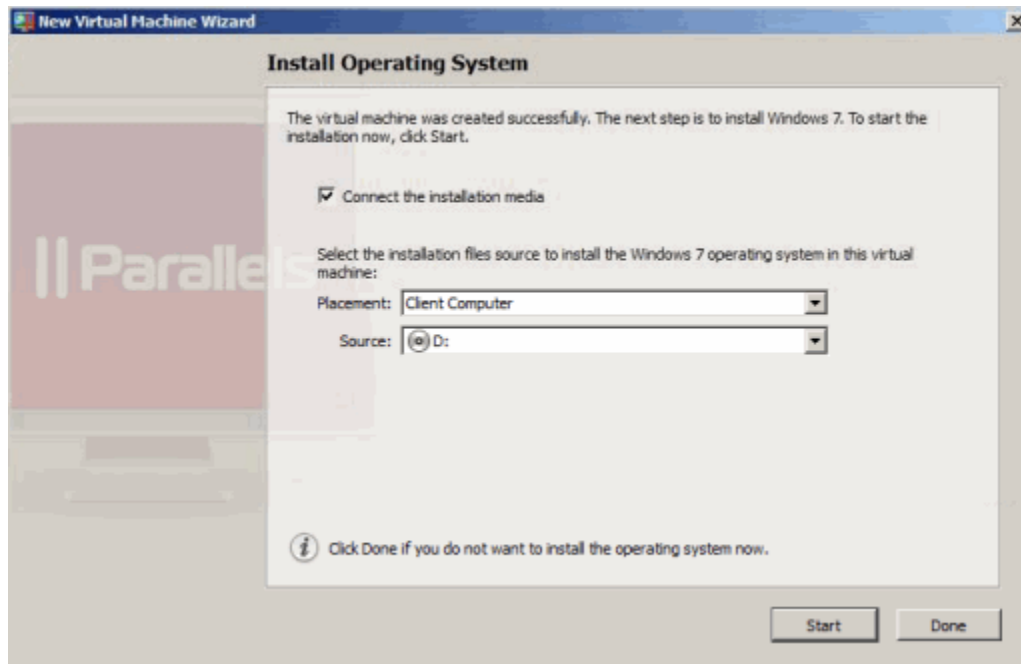 New Virtual Machine Wizard
Install Operating System
The virtual machine was created successfully. The next step is to install Windows 7. To start the
installation now, click Start.
Connect the installation media
Select the installation files source to install the Windows 7 operating system in this virtual
machine:
Parallels
Placement: Client Computer
Source: D:
Click Done if you do not want to install the operating system now.
Start Done